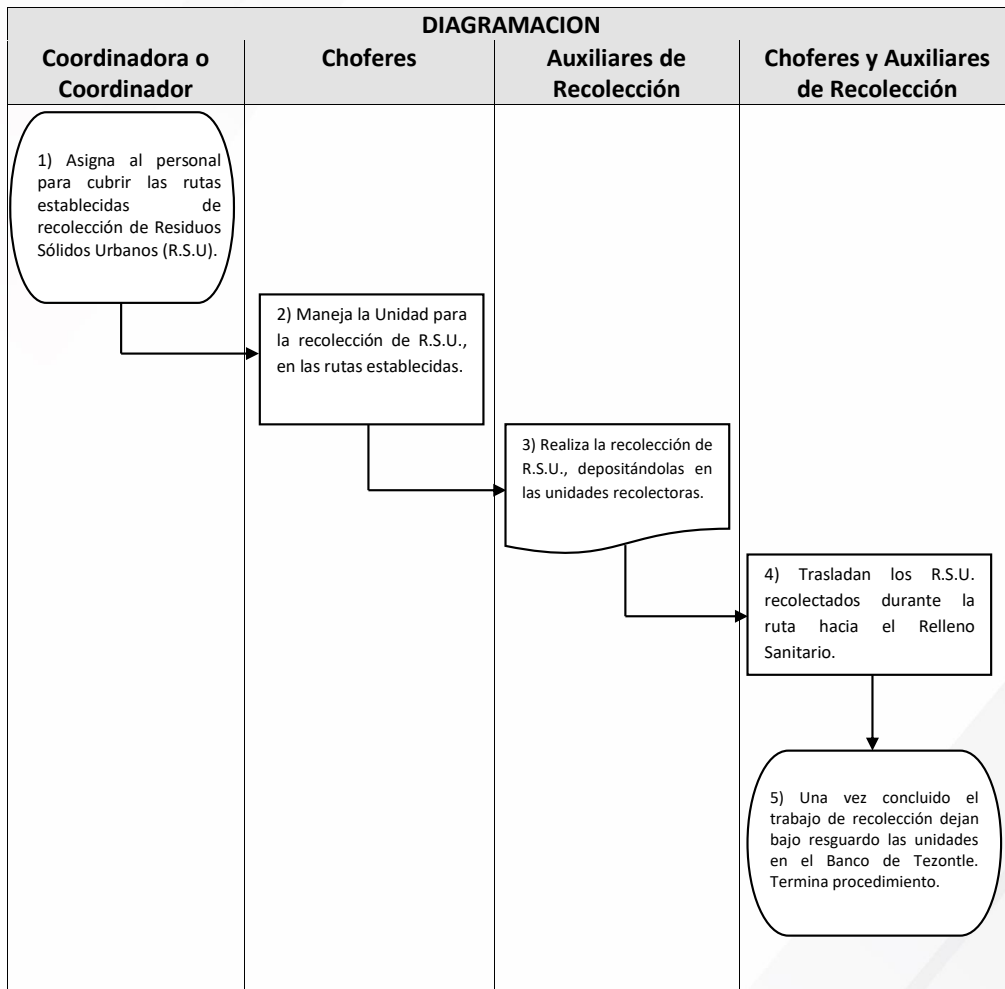 DIAGRAMACION
Coordinadora o
Coordinador
Choferes
Auxiliares de
Recolección
Choferes y Auxiliares
de Recolección
1) Asigna al personal
para cubrir las rutas
establecidas de
recolección de Residuos
Sólidos Urbanos (R.S.U).
2) Maneja la Unidad para
la recolección de R.S.U.,
en las rutas establecidas.
3) Realiza la recolección de
R.S.U., depositándolas en
las unidades recolectoras.
4) Trasladan los R.S.U.
recolectados durante la
ruta hacia el Relleno
Sanitario.
5) Una vez concluido el
trabajo de recolección dejan
bajo resguardo las unidades
en el Banco de Tezontle.
Termina procedimiento.